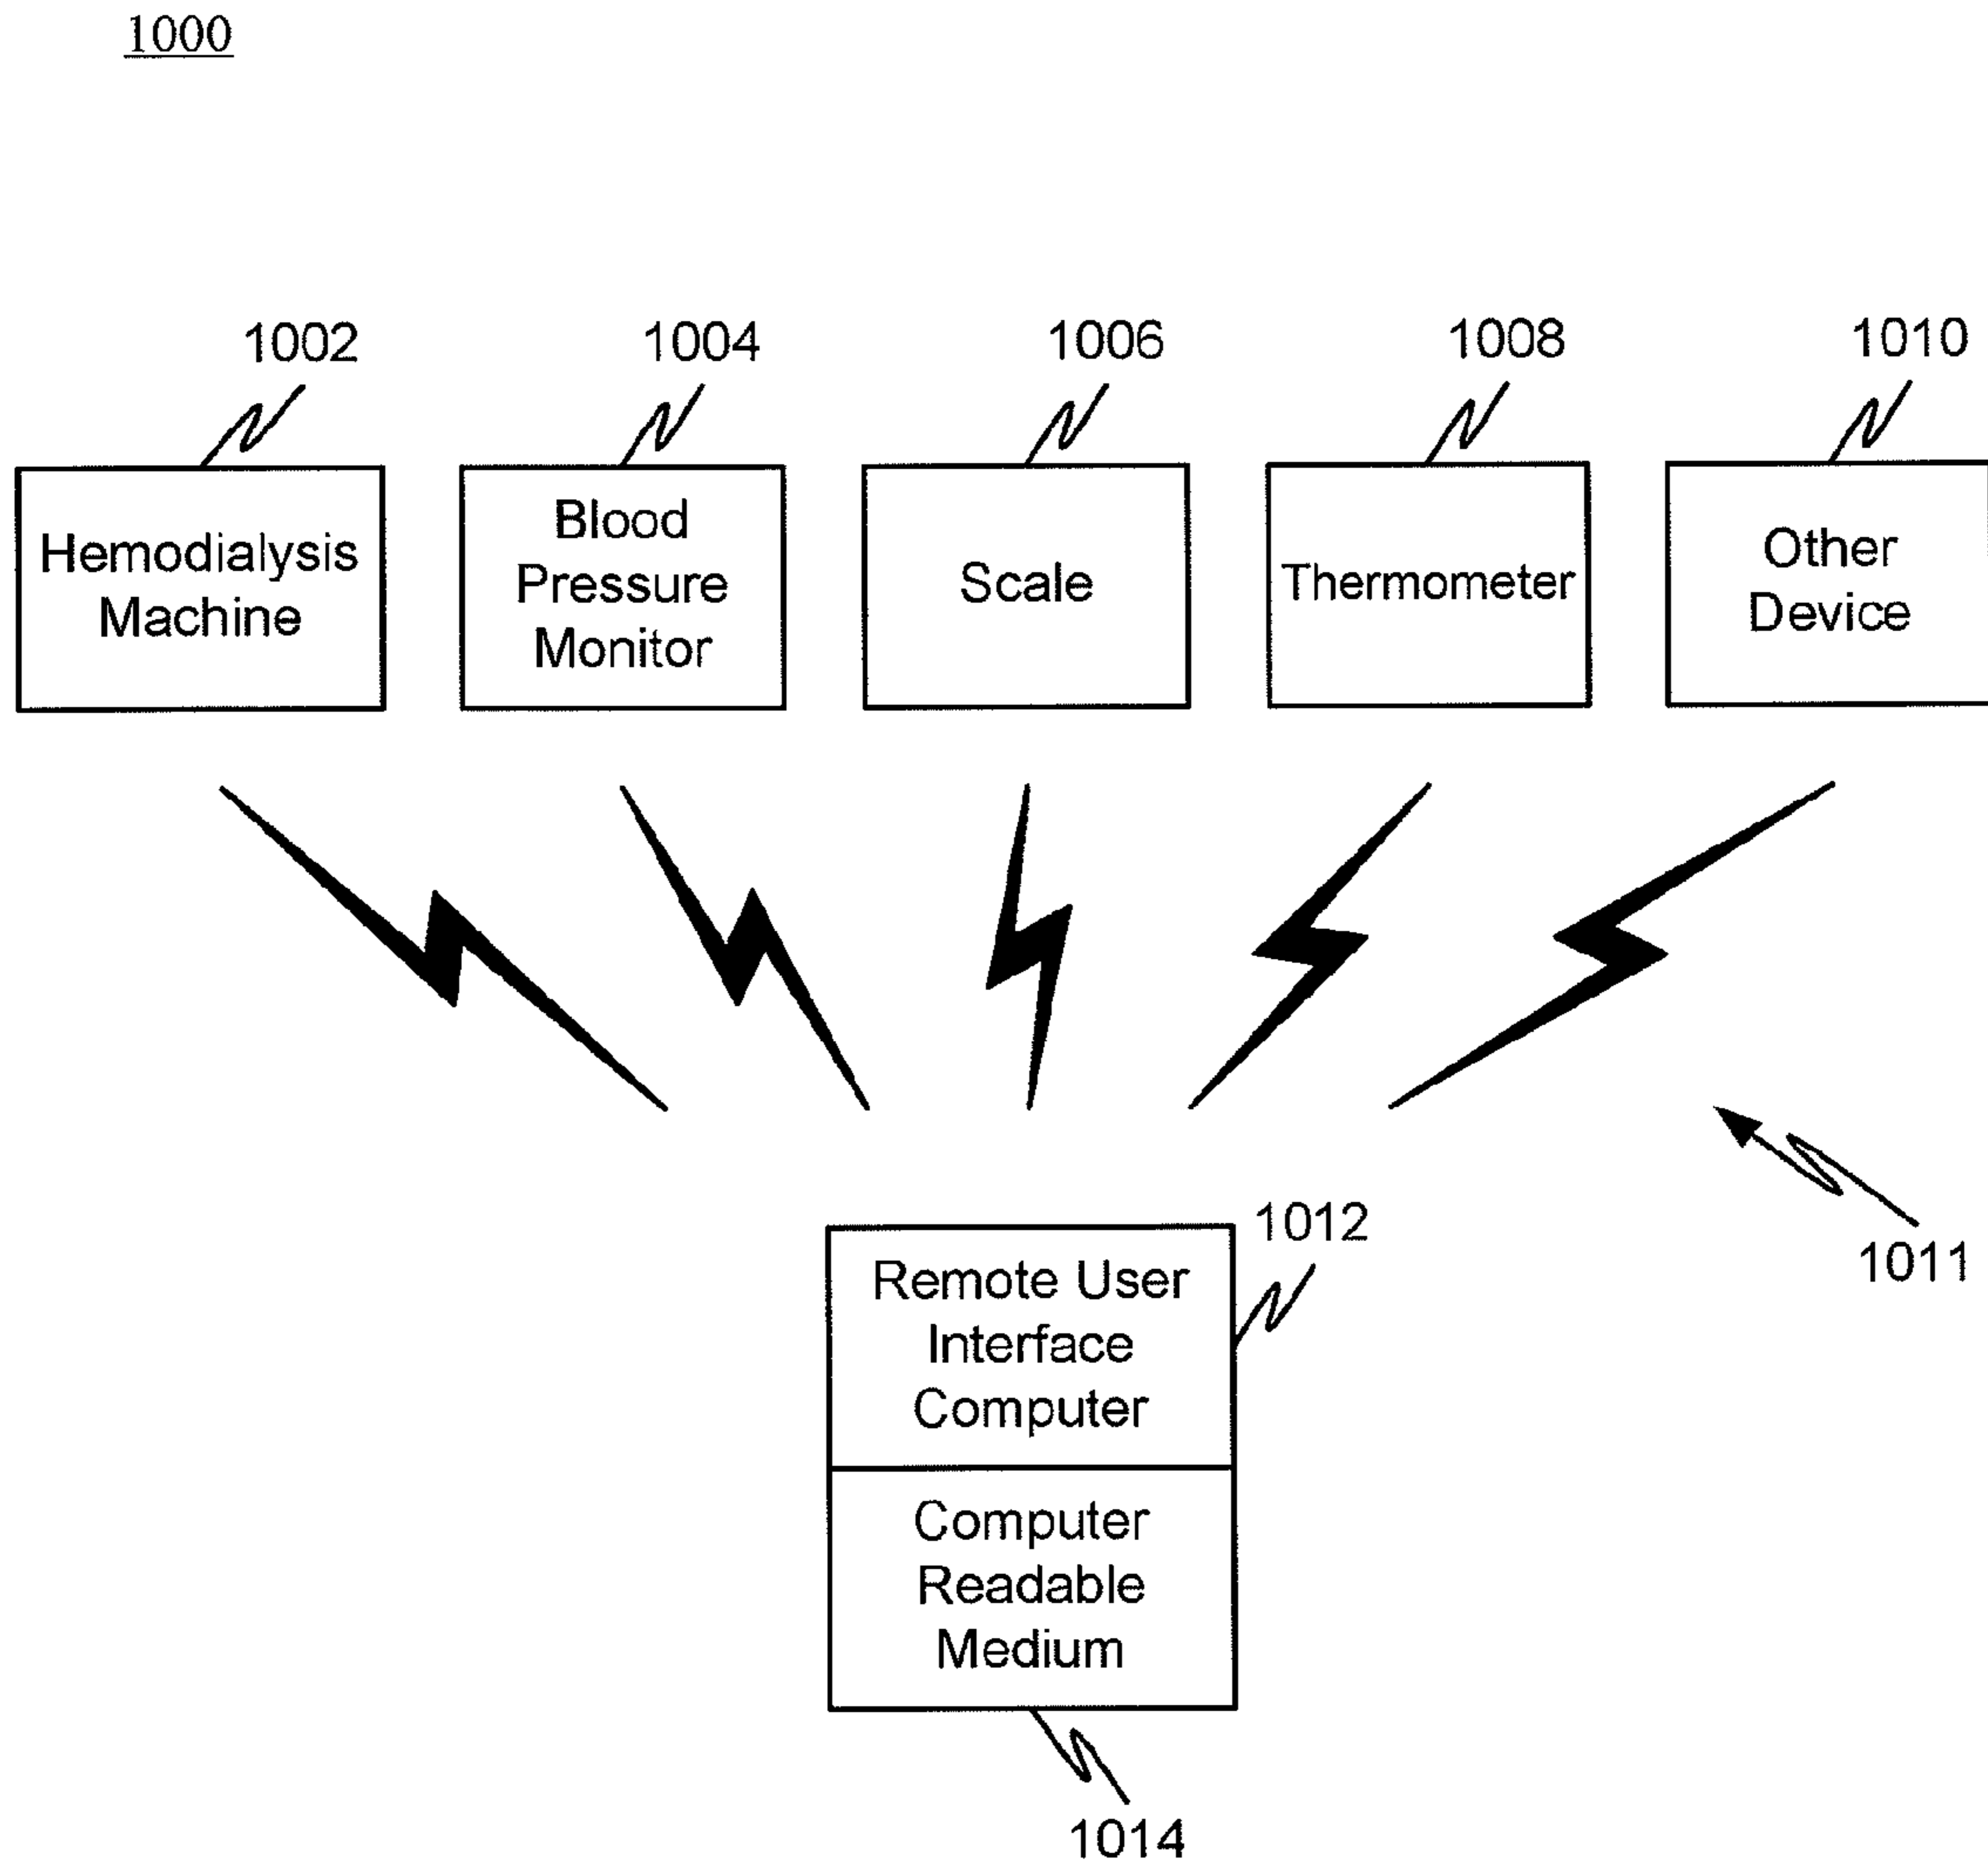 1000
1002
1004
1006
1008
1010
Hemodialysis
Machine
Blood
Pressure
Monitor
Scale
Thermometer
Other
Device
1011
1012
Remote User
Interface
Computer
Computer
Readable
Medium
1014